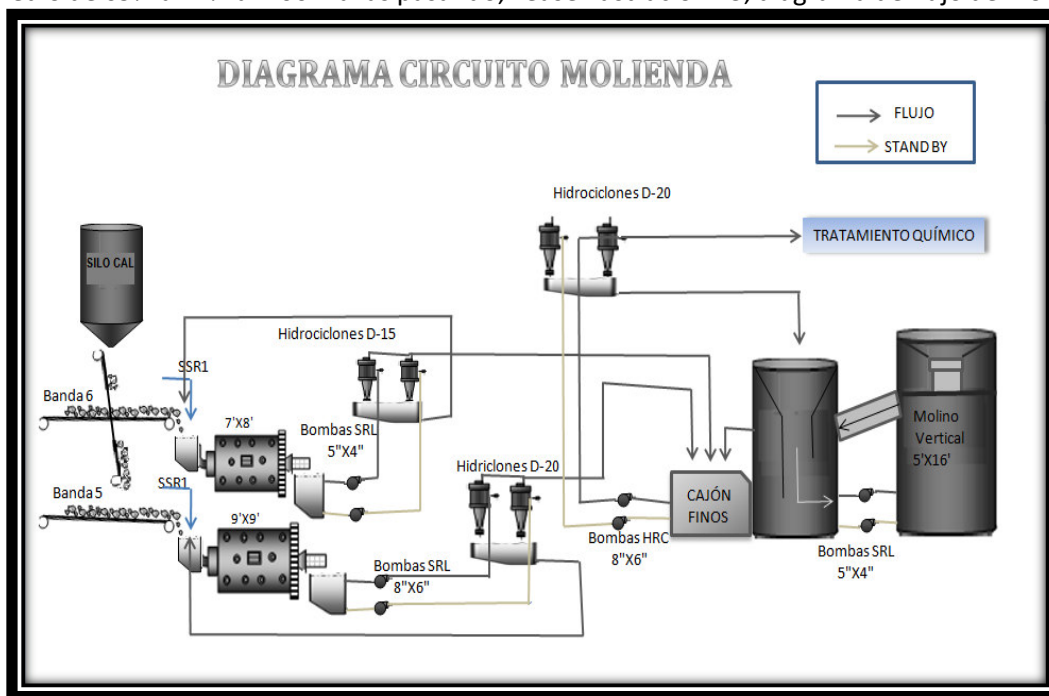 DIAGRAMA CIRCUITO MOLIENDA
FLUJO
STAND BY
Hidrociclones D-20
TRATAMIENTO QUÍMICO
SILO CAL
Hidrociclones D-15
SSR1
Banda 6
7'X8'
Bombas SRL
5"X4"
Molino
Vertical
5'X16'
Hidriclones D-20
SSR1
Banda 5
CAJÓN
FINOS
9'X9'
Bombas HRC
8"X6"
Bombas SRL
5"X4"
Bombas SRL
8"X6"